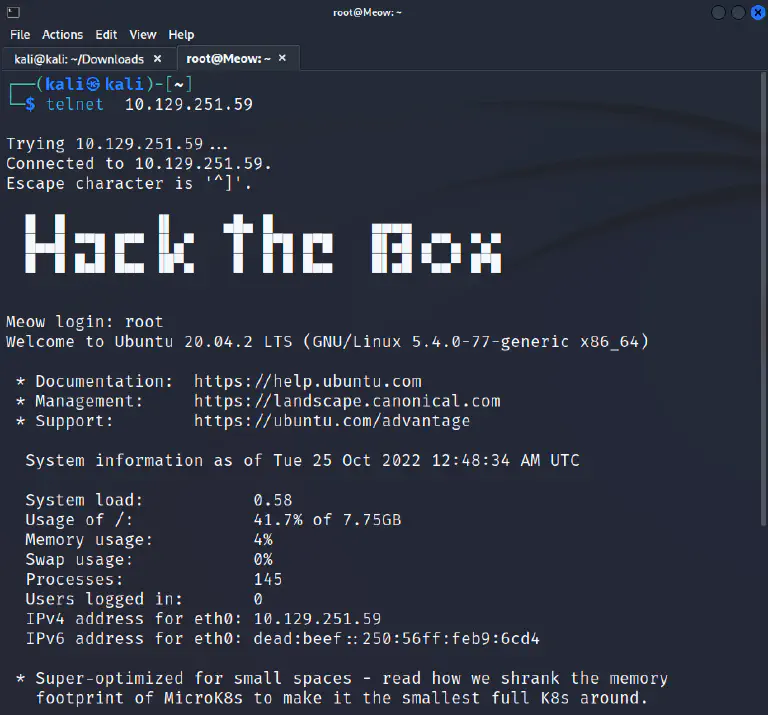 root@Meow: ~
File Actions Edit View Help
kali@kali: ~/Downloads × root@Meow: ~ ×
┌──(kali㉿kali)-[~]
└─$ telnet  10.129.251.59
Trying 10.129.251.59...
Connected to 10.129.251.59.
Escape character is '^]'.
Hack the Box
Meow login: root
Welcome to Ubuntu 20.04.2 LTS (GNU/Linux 5.4.0-77-generic x86_64)
* Documentation:  https://help.ubuntu.com
* Management:     https://landscape.canonical.com
* Support:        https://ubuntu.com/advantage
System information as of Tue 25 Oct 2022 12:48:34 AM UTC
System load:           0.58
Usage of /:            41.7% of 7.75GB
Memory usage:          4%
Swap usage:            0%
Processes:             145
Users logged in:       0
IPv4 address for eth0: 10.129.251.59
IPv6 address for eth0: dead:beef::250:56ff:feb9:6cd4
* Super-optimized for small spaces - read how we shrank the memory
footprint of MicroK8s to make it the smallest full K8s around.